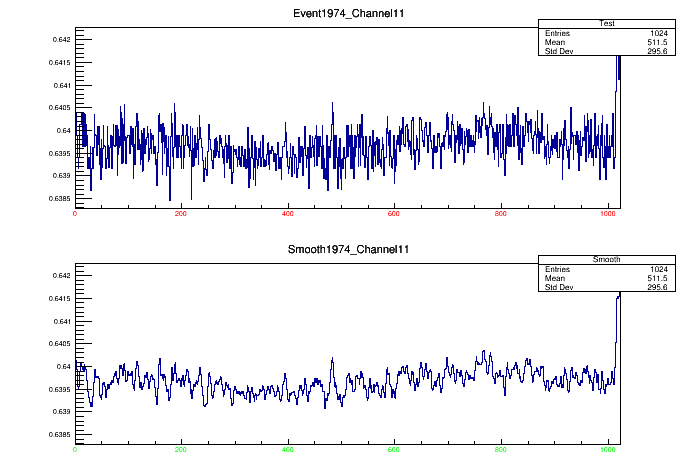 Event1974_Channel11
Test
Entries 1024
Mean 511.5
Std Dev 295.6
0.642
0.6415
0.641
0.6405
0.64
0.6395
0.639
0.6385
0 200 400 600 800 1000
Smooth1974_Channel11
Smooth
Entries 1024
Mean 511.5
Std Dev 295.6
0.642
0.6415
0.641
0.6405
0.64
0.6395
0.639
0.6385
0 200 400 600 800 1000